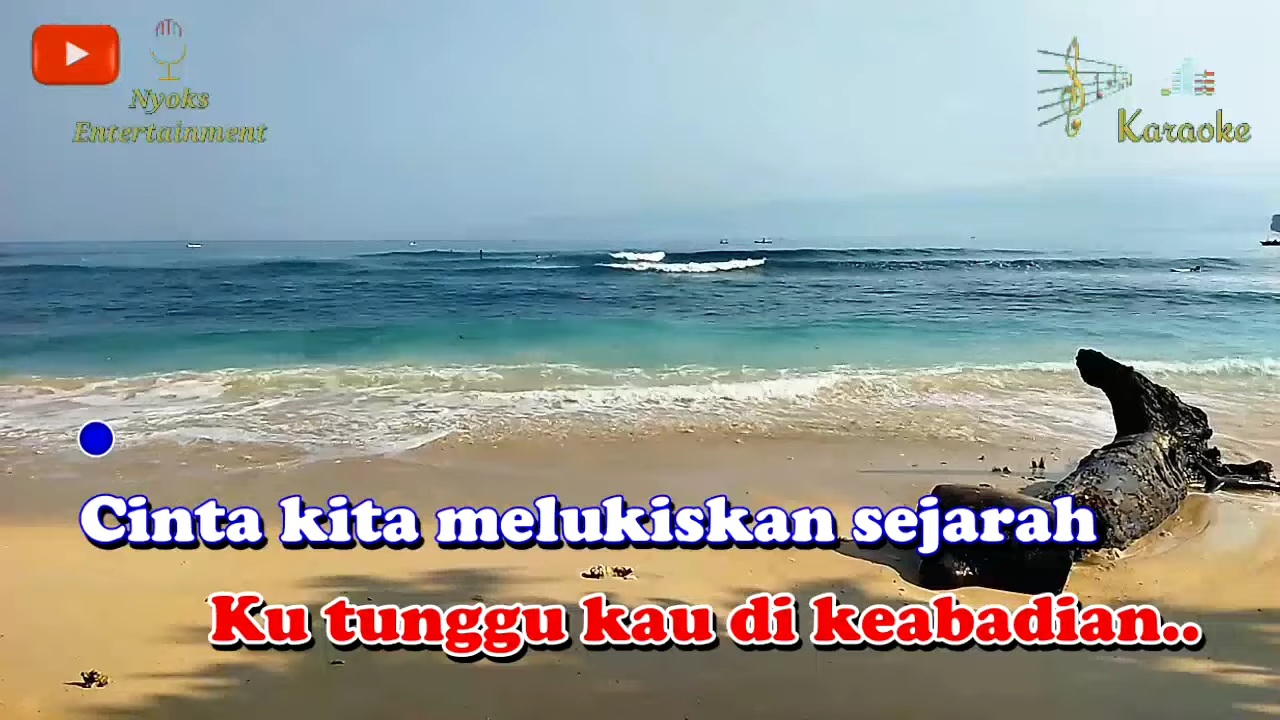 Nyoks
Entertainment
Karaoke
Cinta kita melukiskan sejarah
Ku tunggu kau di keabadian..